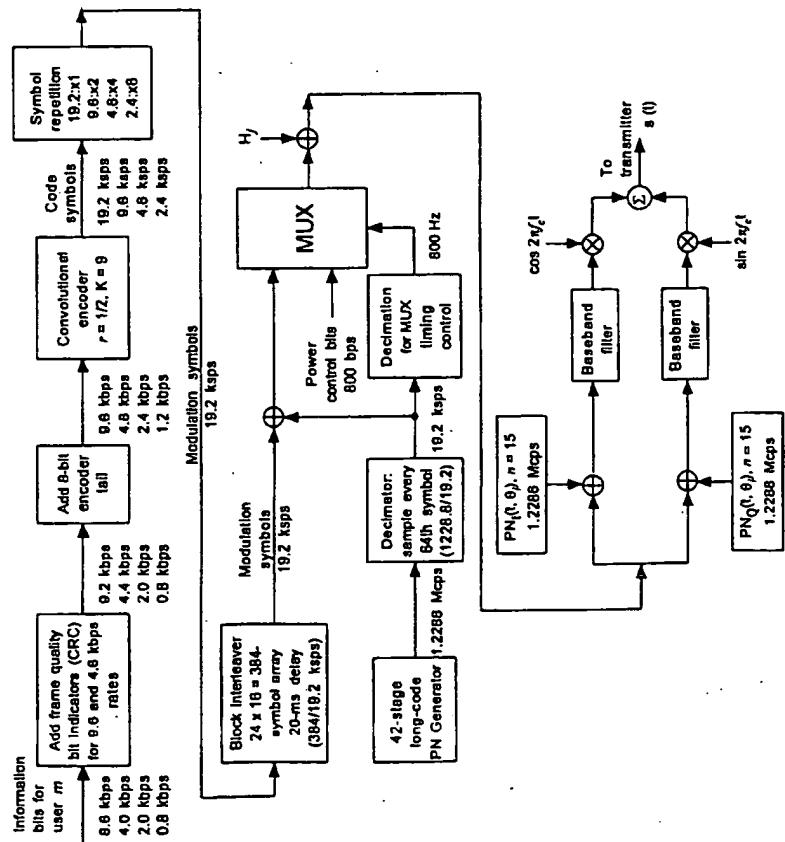 Information
bits for
user m
8.6 kbps
4.0 kbps
2.0 kbps
0.8 kbps
Add frame quality
bit indicators (CRC)
for 9.6 and 4.8 kbps
rates
9.2 kbps
4.4 kbps
2.0 kbps
0.8 kbps
Add 8-bit
encoder
tail
9.6 kbps
4.8 kbps
2.4 kbps
1.2 kbps
Convolutional
encoder
r = 1/2, K = 9
Code
symbols
19.2 ksps
9.6 ksps
4.8 ksps
2.4 ksps
Symbol
repetition
19.2:x1
9.6:x2
4.8:x4
2.4:x8
Modulation symbols
19.2 ksps
Block interleaver
24 x 16 = 384-
symbol array
20-ms delay
(384/19.2 ksps)
Modulation
symbols
19.2 ksps
Power
control bits
800 bps
MUX
Hj
42-stage
long-code
PN Generator
1.2288 Mcps
Decimator:
sample every
64th symbol
(1228.8/19.2)
19.2 ksps
Decimation
for MUX
timing
control
800 Hz
PNI(t, θi), n = 15
1.2288 Mcps
Baseband
filter
cos 2πfct
To
transmitter
s (t)
Σ
Baseband
filter
sin 2πfct
PNQ(t, θi), n = 15
1.2288 Mcps